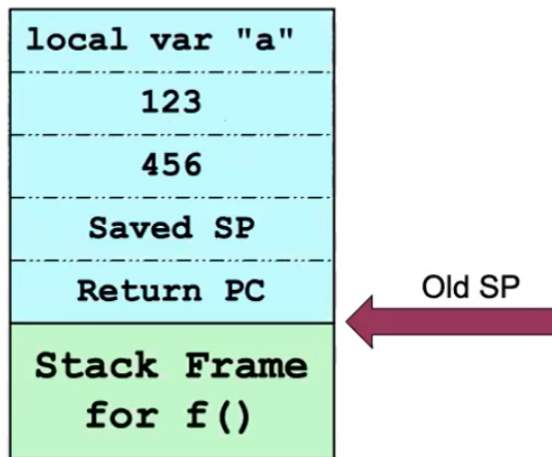 local var "a"
123
456
Saved SP
Return PC
Old SP
Stack Frame
for f()